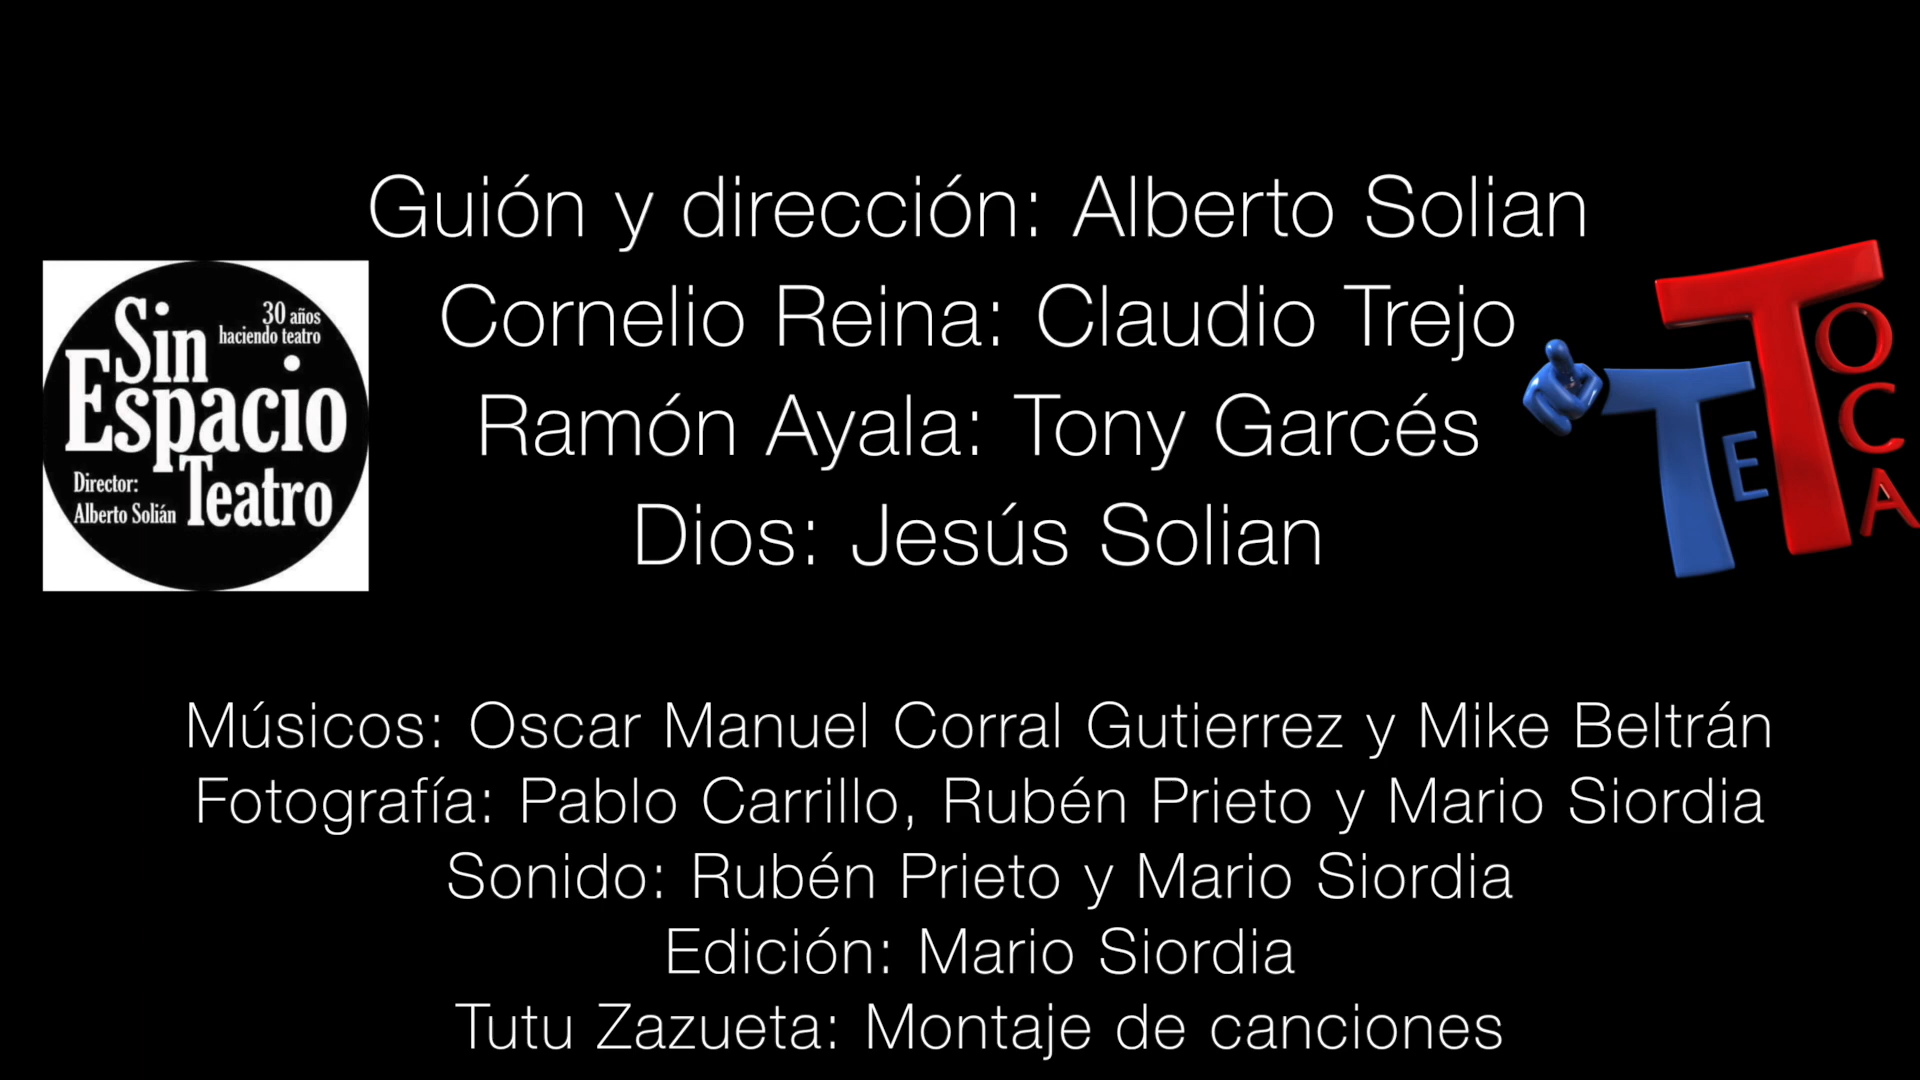 Guión y dirección: Alberto Solian
Cornelio Reina: Claudio Trejo
Ramón Ayala: Tony Garcés
Dios: Jesús Solian
Sin
30 años
haciendo teatro
Espacio
Teatro
Director:
Alberto Solián
TE TOCA
Músicos: Oscar Manuel Corral Gutierrez y Mike Beltrán
Fotografía: Pablo Carrillo, Rubén Prieto y Mario Siordia
Sonido: Rubén Prieto y Mario Siordia
Edición: Mario Siordia
Tutu Zazueta: Montaje de canciones